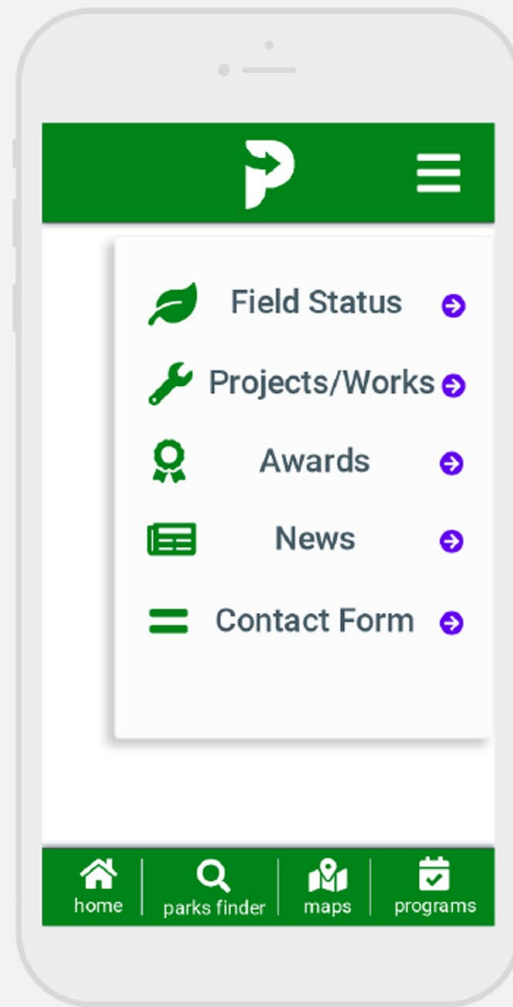 P
Field Status
Projects/Works
Awards
News
Contact Form
home
parks finder
maps
programs